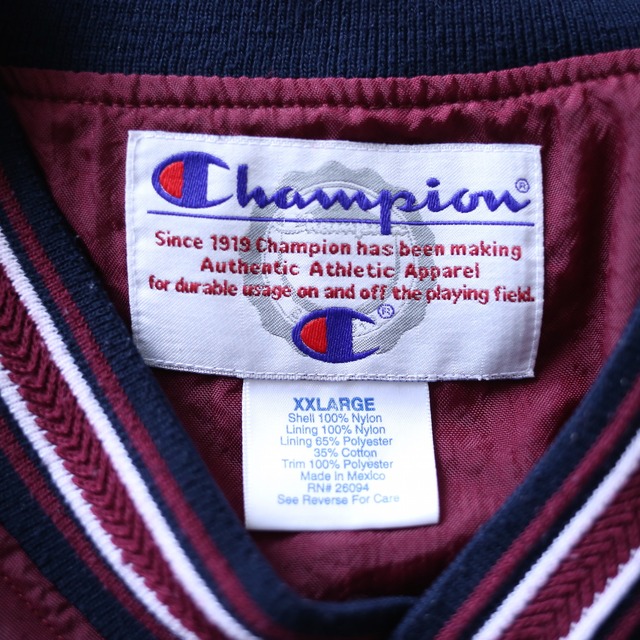 Champion®
Since 1919 Champion has been making
Authentic Athletic Apparel
for durable usage on and off the playing field.
®
XXLARGE
Shell 100% Nylon
Lining 100% Nylon
Lining 65% Polyester
35% Cotton
Trim 100% Polyester
Made in Mexico
RN# 26094
See Reverse For Care